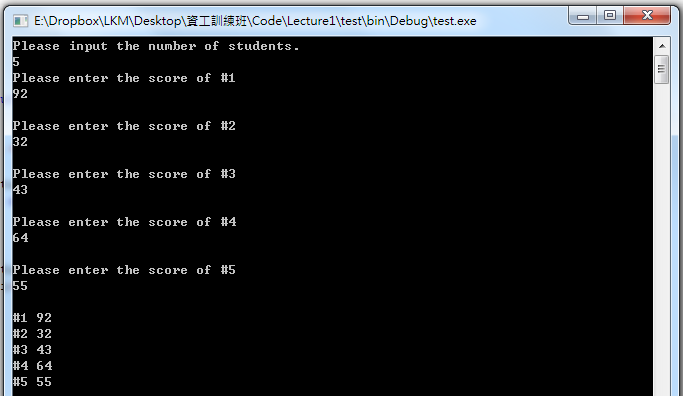 E:\Dropbox\LKM\Desktop\資工訓練班\Code\Lecture1\test\bin\Debug\test.exe
Please input the number of students.
5
Please enter the score of #1
92
Please enter the score of #2
32
Please enter the score of #3
43
Please enter the score of #4
64
Please enter the score of #5
55
#1 92
#2 32
#3 43
#4 64
#5 55